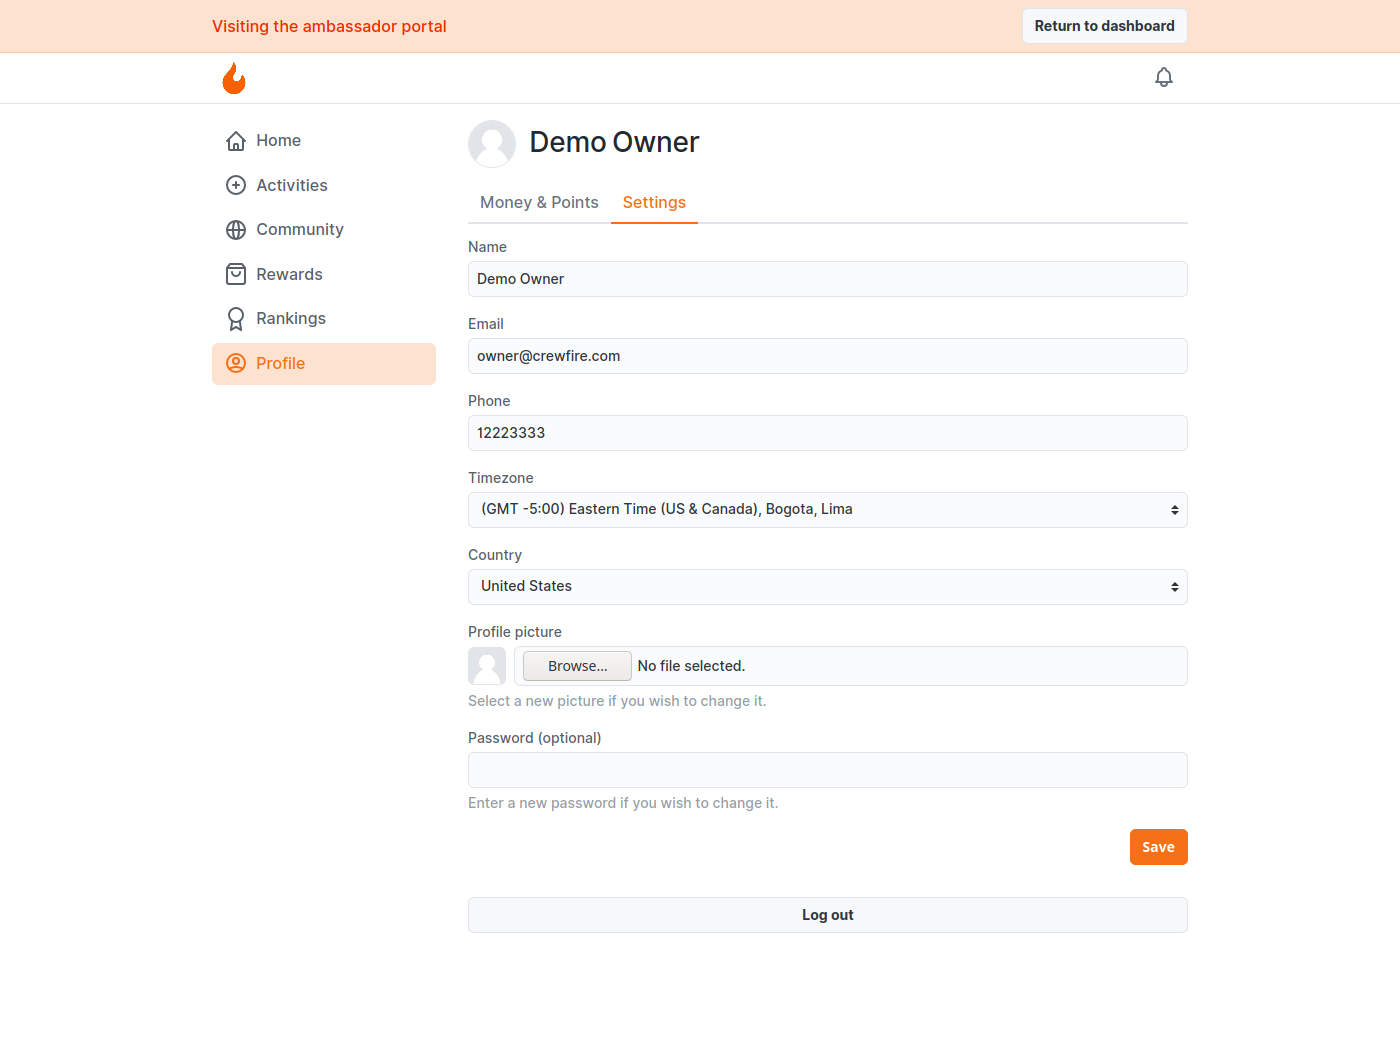 Visiting the ambassador portal
Return to dashboard
Home
Activities
Community
Rewards
Rankings
Profile
Demo Owner
Money & Points
Settings
Name
Demo Owner
Email
owner@crewfire.com
Phone
12223333
Timezone
(GMT -5:00) Eastern Time (US & Canada), Bogota, Lima
Country
United States
Profile picture
Browse... No file selected.
Select a new picture if you wish to change it.
Password (optional)
Enter a new password if you wish to change it.
Save
Log out